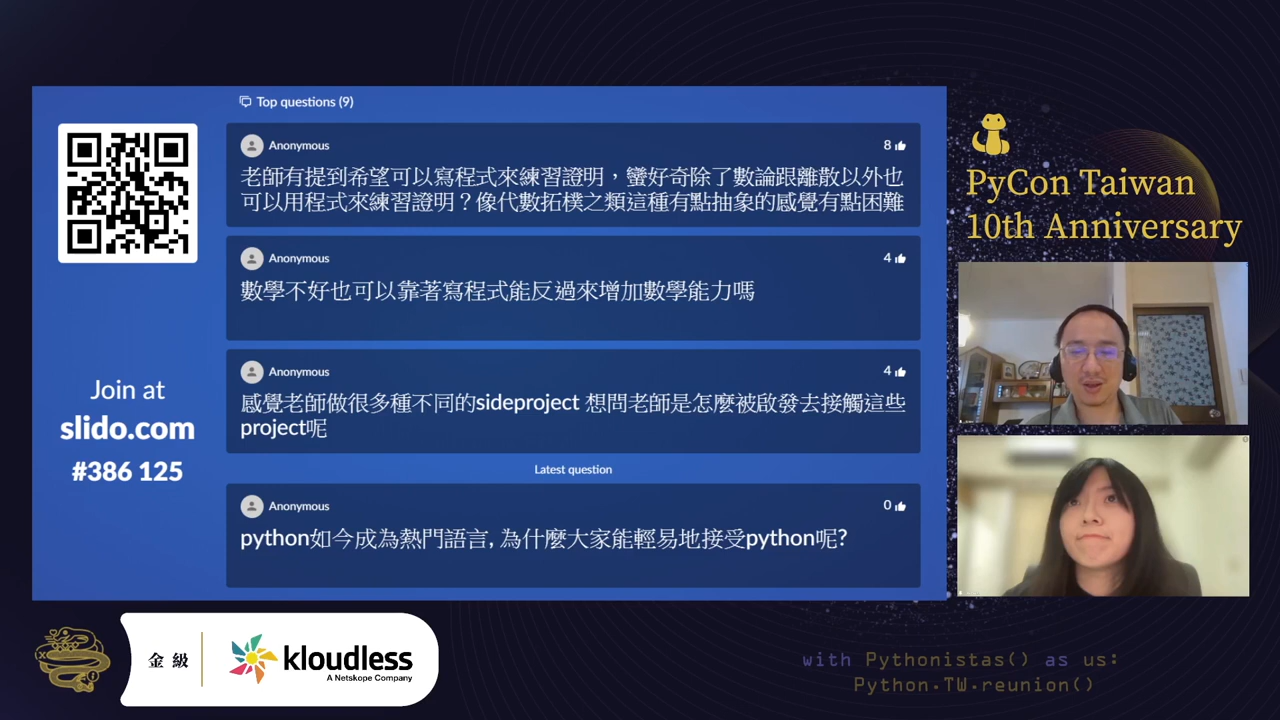 Top questions (9)
Anonymous
8
老師有提到希望可以寫程式來練習證明，蠻好奇除了數論跟離散以外也
可以用程式來練習證明？像代數拓樸之類這種有點抽象的感覺有點困難
Anonymous
4
數學不好也可以靠著寫程式能反過來增加數學能力嗎
Anonymous
4
感覺老師做很多種不同的sideproject 想問老師是怎麼被啟發去接觸這些
project呢
Latest question
Anonymous
0
python如今成為熱門語言, 為什麼大家能輕易地接受python呢?
Join at
slido.com
#386 125
PyCon Taiwan
10th Anniversary
金級
kloudless
A Netskope Company
with Pythonistas() as us:
Python.TW.reunion()